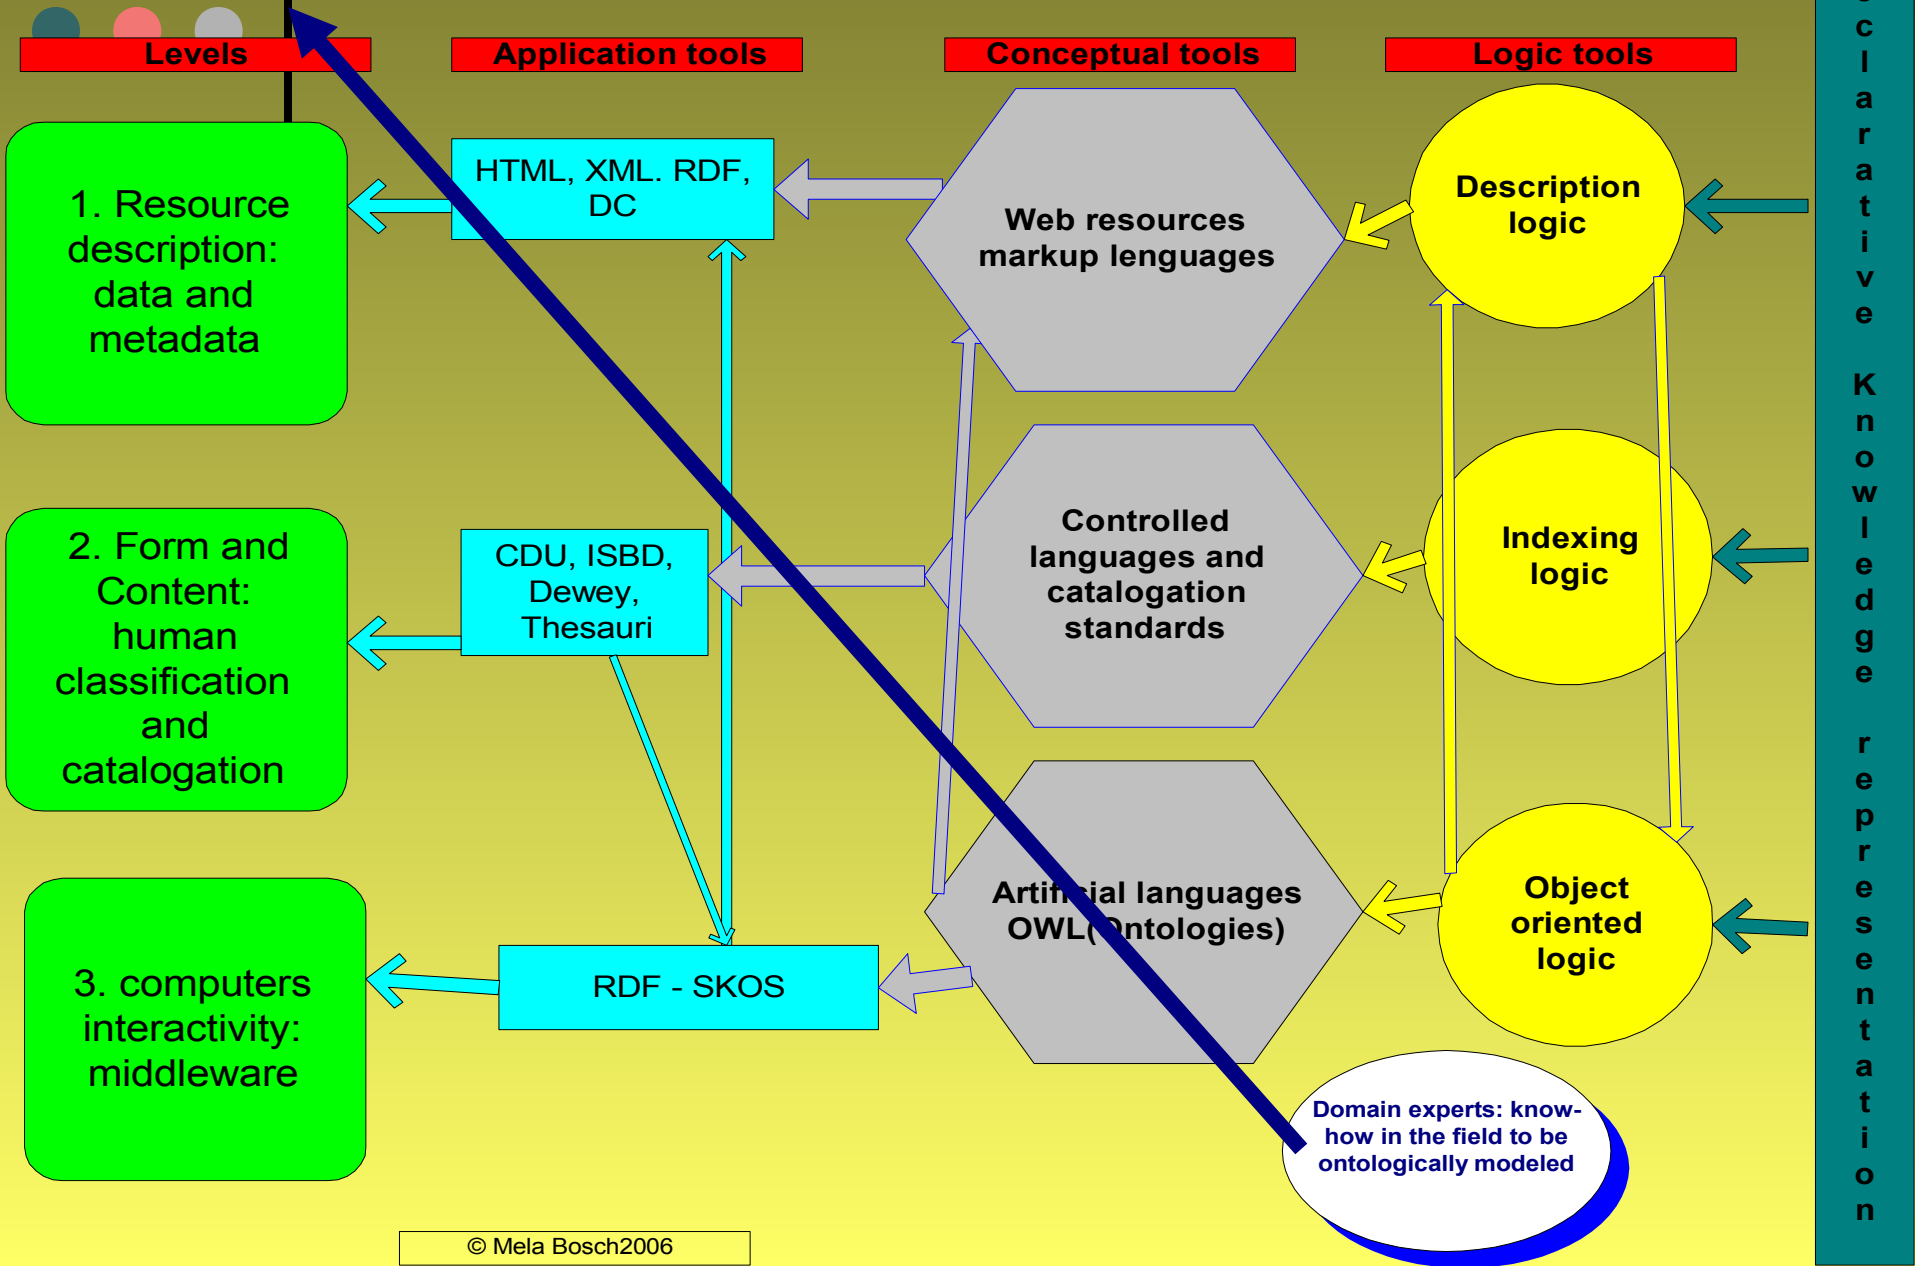 Levels
Application tools
Conceptual tools
Logic tools
1. Resource
description:
data and
metadata
HTML, XML. RDF,
DC
Web resources
markup lenguages
Description
logic
2. Form and
Content:
human
classification
and
catalogation
CDU, ISBD,
Dewey,
Thesauri
Controlled
languages and
catalogation
standards
Indexing
logic
3. computers
interactivity:
middleware
RDF - SKOS
Artificial languages
OWL(Ontologies)
Object
oriented
logic
Domain experts: know-
how in the field to be
ontologically modeled
© Mela Bosch2006
clarative Knowledge representation